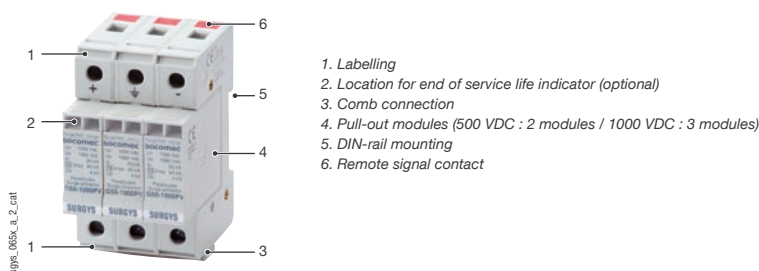 6
1
+ ⏚ -
5
2
socomec socomec socomec
4
SURGYS SURGYS SURGYS
1
3
1. Labelling
2. Location for end of service life indicator (optional)
3. Comb connection
4. Pull-out modules (500 VDC : 2 modules / 1000 VDC : 3 modules)
5. DIN-rail mounting
6. Remote signal contact
gys_065x_a_2_cat